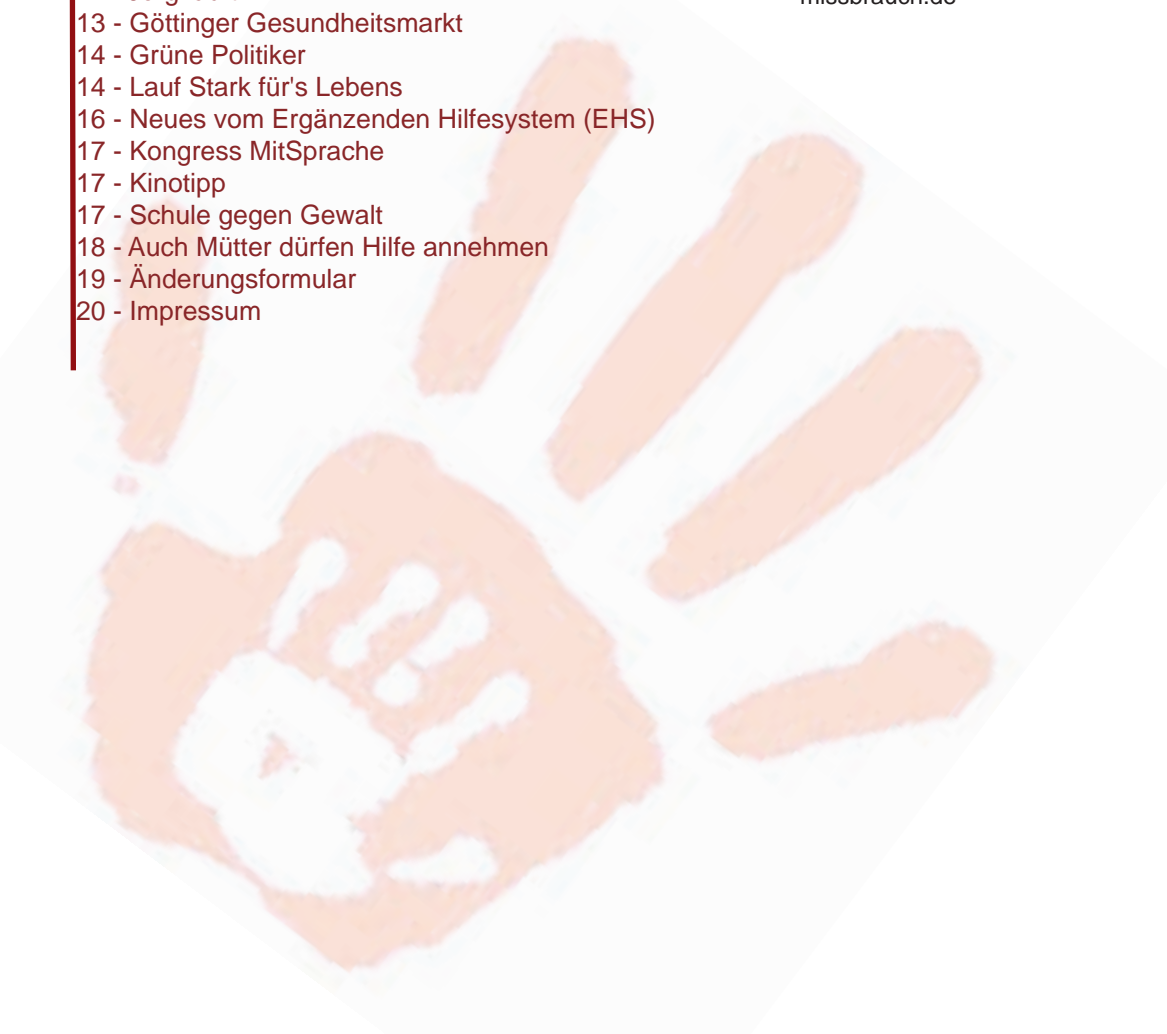 13 - Göttinger Gesundheitsmarkt
14 - Grüne Politiker
14 - Lauf Stark für's Lebens
16 - Neues vom Ergänzenden Hilfesystem (EHS)
17 - Kongress MitSprache
17 - Kinotipp
17 - Schule gegen Gewalt
18 - Auch Mütter dürfen Hilfe annehmen
19 - Änderungsformular
20 - Impressum